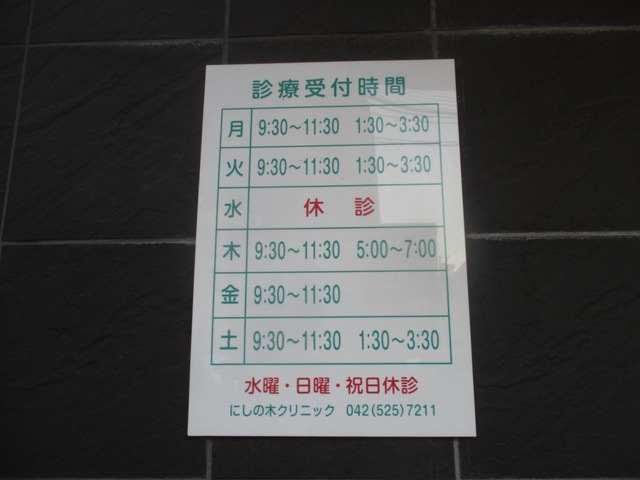 診療受付時間
月 9:30～11:30 1:30～3:30
火 9:30～11:30 1:30～3:30
水 休診
木 9:30～11:30 5:00～7:00
金 9:30～11:30
土 9:30～11:30 1:30～3:30
水曜・日曜・祝日休診
にしの木クリニック 042(525)7211